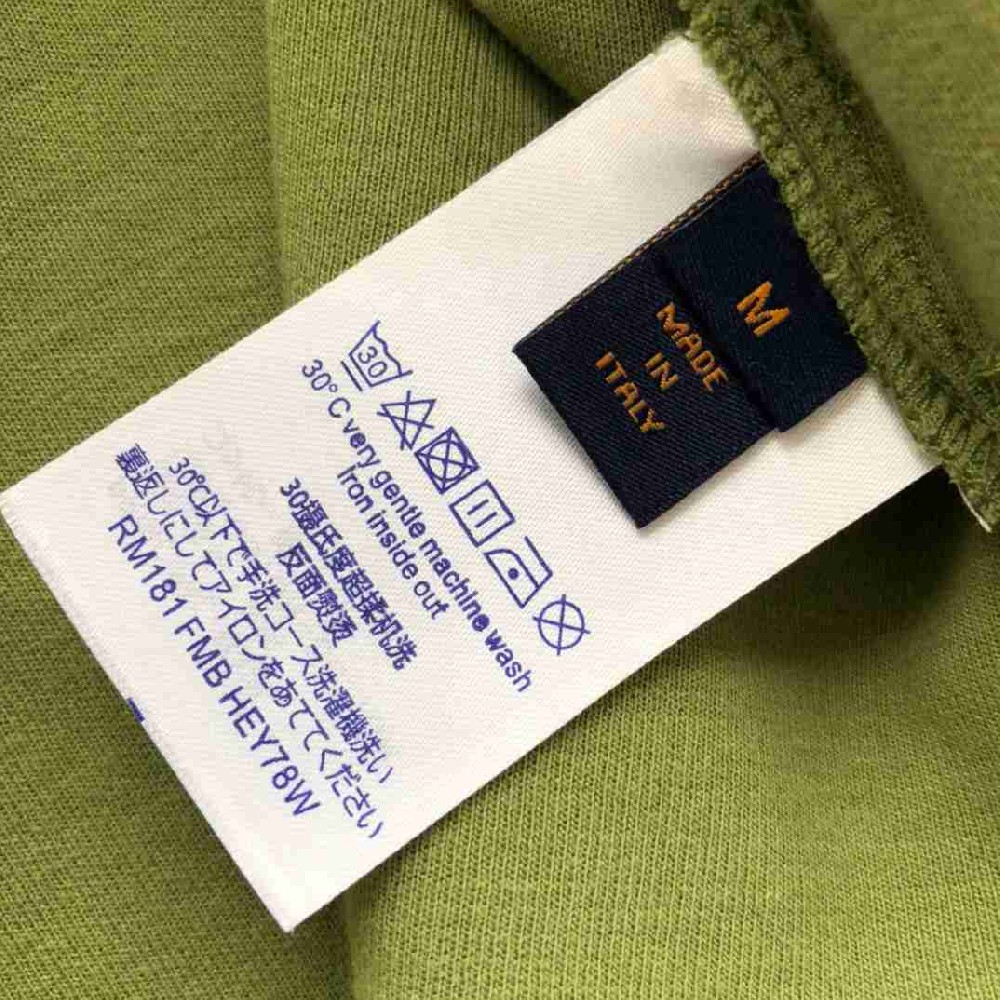 M
MADE
IN
ITALY
30
30°C very gentle machine wash
Iron inside out
30攝氏度超揉机洗
反面熨烫
30℃以下で手洗コース洗濯機洗い
裏返しにしてアイロンをあててください
RM181 FMB HEY78W